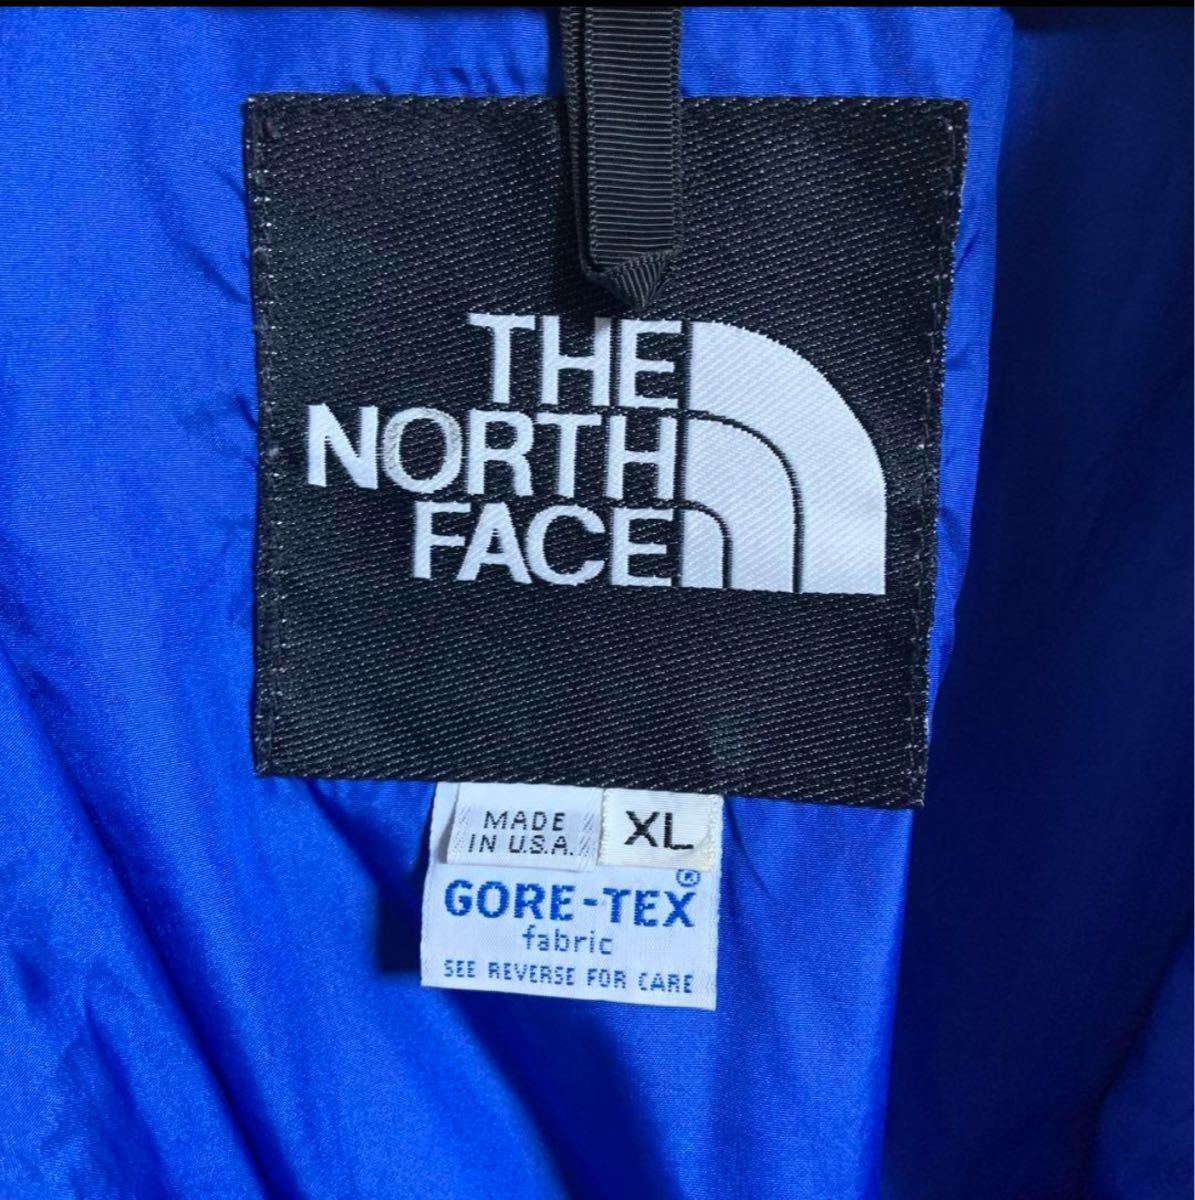 THE
NORTH
FACE
MADE
IN U.S.A.
XL
GORE-TEX®
fabric
SEE REVERSE FOR CARE